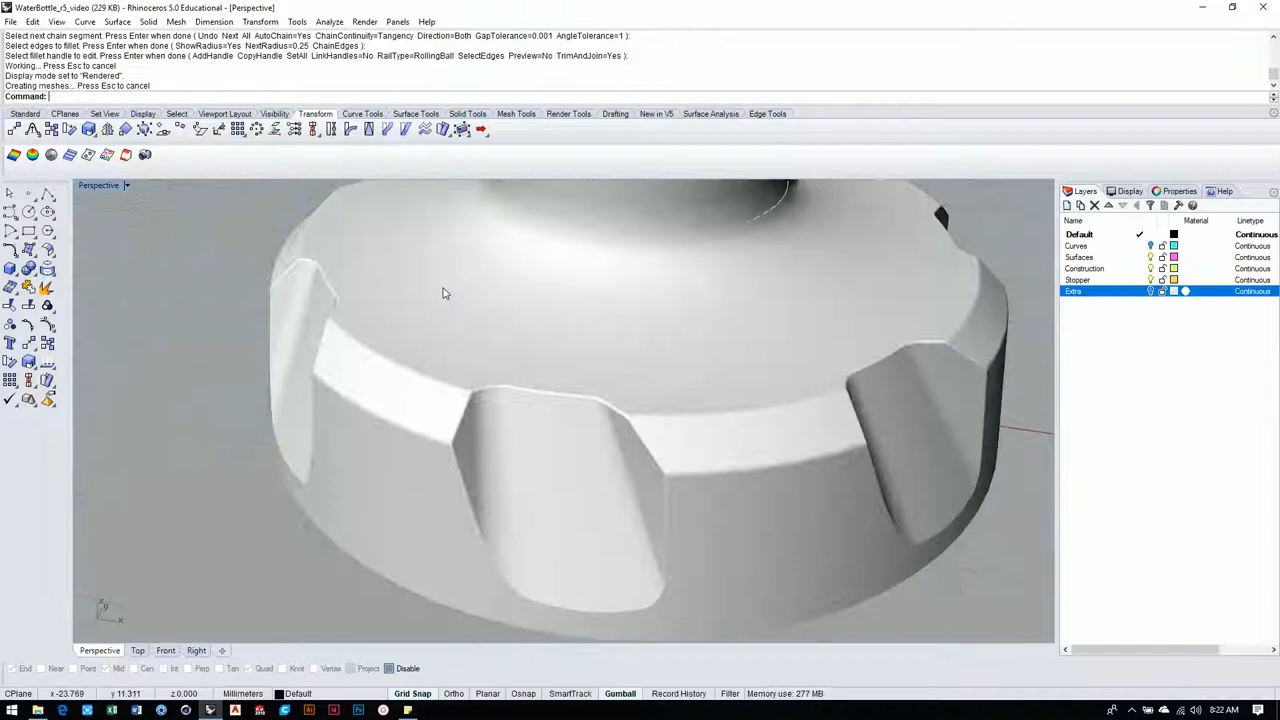 WaterBottle_r5_video (229 KB) - Rhinoceros 5.0 Educational - [Perspective]
File Edit View Curve Surface Solid Mesh Dimension Transform Tools Analyze Render Panels Help
Select next chain segment. Press Enter when done ( Undo Next All AutoChain=Yes ChainContinuity=Tangency Direction=Both GapTolerance=0.001 AngleTolerance=1 ):
Select edges to fillet. Press Enter when done ( ShowRadius=Yes NextRadius=0.25 ChainEdges ):
Select fillet handle to edit. Press Enter when done ( AddHandle CopyHandle SetAll LinkHandles=No RailType=RollingBall SelectEdges Preview=No TrimAndJoin=Yes ):
Working... Press Esc to cancel
Display mode set to "Rendered".
Creating meshes... Press Esc to cancel
Command:
Standard CPlanes Set View Display Select Viewport Layout Visibility Transform Curve Tools Surface Tools Solid Tools Mesh Tools Render Tools Drafting New in V5 Surface Analysis Edge Tools
Perspective
Layers Display Properties Help
Name Material Linetype
Default Continuous
Curves Continuous
Surfaces Continuous
Construction Continuous
Stopper Continuous
Extra Continuous
z y x
Perspective Top Front Right
End Near Point Mid Cen Int Perp Tan Quad Knot Vertex Project Disable
CPlane x -23.769 y 11.311 z 0.000 Millimeters Default Grid Snap Ortho Planar Osnap SmartTrack Gumball Record History Filter Memory use: 277 MB
8:22 AM